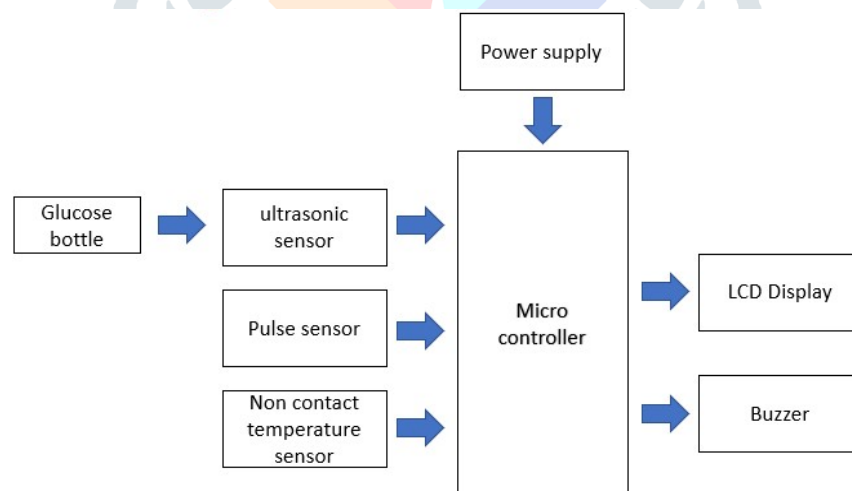 Power supply
Glucose
bottle
ultrasonic
sensor
Pulse sensor
Non contact
temperature
sensor
Micro
controller
LCD Display
Buzzer